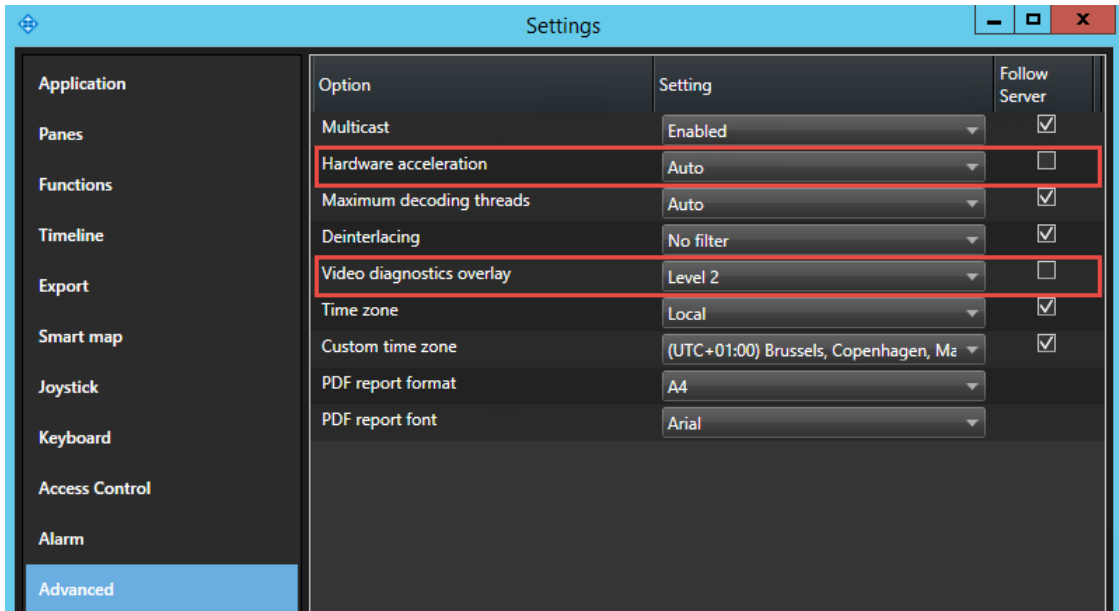 Settings
Application
Panes
Functions
Timeline
Export
Smart map
Joystick
Keyboard
Access Control
Alarm
Advanced
Option Setting Follow
Server
Multicast Enabled
Hardware acceleration Auto
Maximum decoding threads Auto
Deinterlacing No filter
Video diagnostics overlay Level 2
Time zone Local
Custom time zone (UTC+01:00) Brussels, Copenhagen, Ma
PDF report format A4
PDF report font Arial